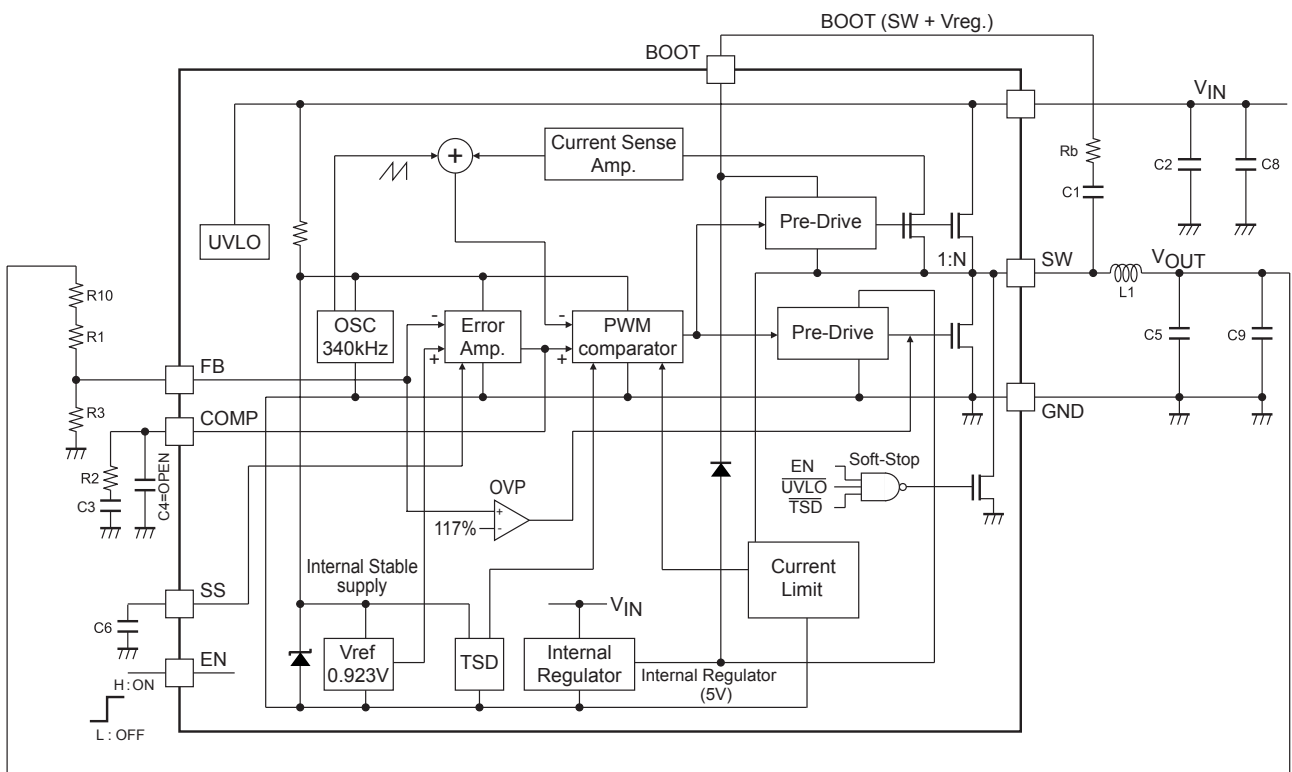 BOOT (SW + Vreg.)
BOOT
VIN
Current Sense
Amp.
+
Rb
C2
C8
C1
Pre-Drive
UVLO
1:N
SW
VOUT
L1
R10
R1
OSC
340kHz
-
+
Error
Amp.
-
+
PWM
comparator
Pre-Drive
C5
C9
FB
GND
R3
COMP
R2
C3
C4=OPEN
Soft-Stop
EN
UVLO
TSD
OVP
+
-
117%
Internal Stable
supply
SS
C6
Current
Limit
VIN
Vref
0.923V
TSD
Internal
Regulator
Internal Regulator
(5V)
EN
H : ON
L : OFF